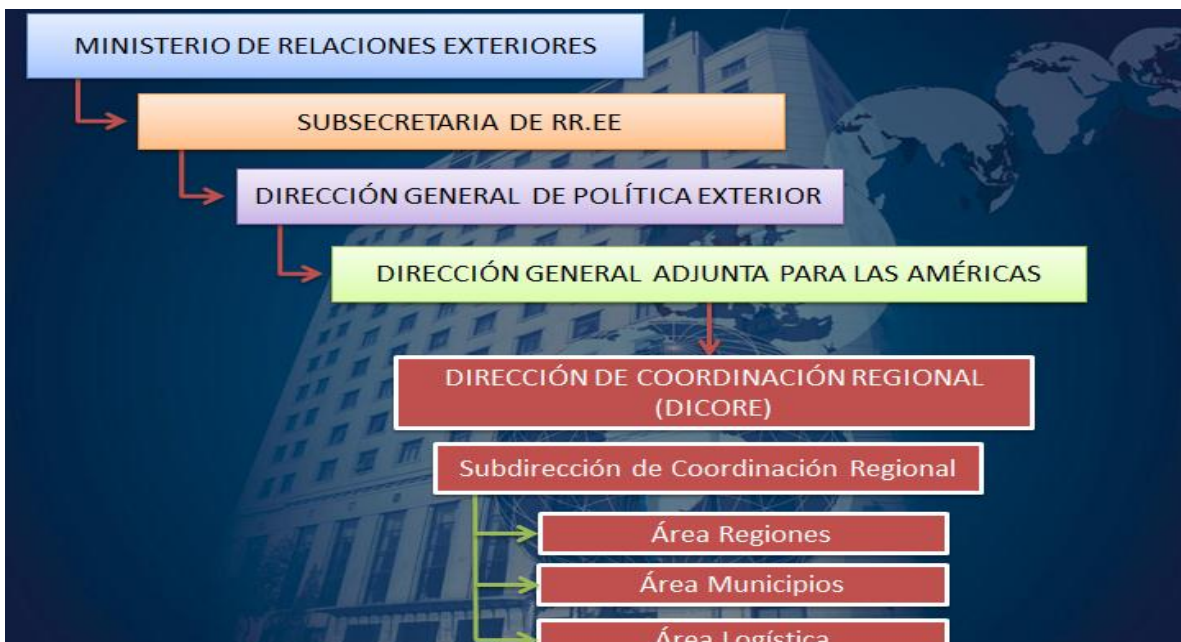 MINISTERIO DE RELACIONES EXTERIORES
SUBSECRETARIA DE RR.EE
DIRECCIÓN GENERAL DE POLÍTICA EXTERIOR
DIRECCIÓN GENERAL ADJUNTA PARA LAS AMÉRICAS
DIRECCIÓN DE COORDINACIÓN REGIONAL
(DICORE)
Subdirección de Coordinación Regional
Área Regiones
Área Municipios
Área Logística